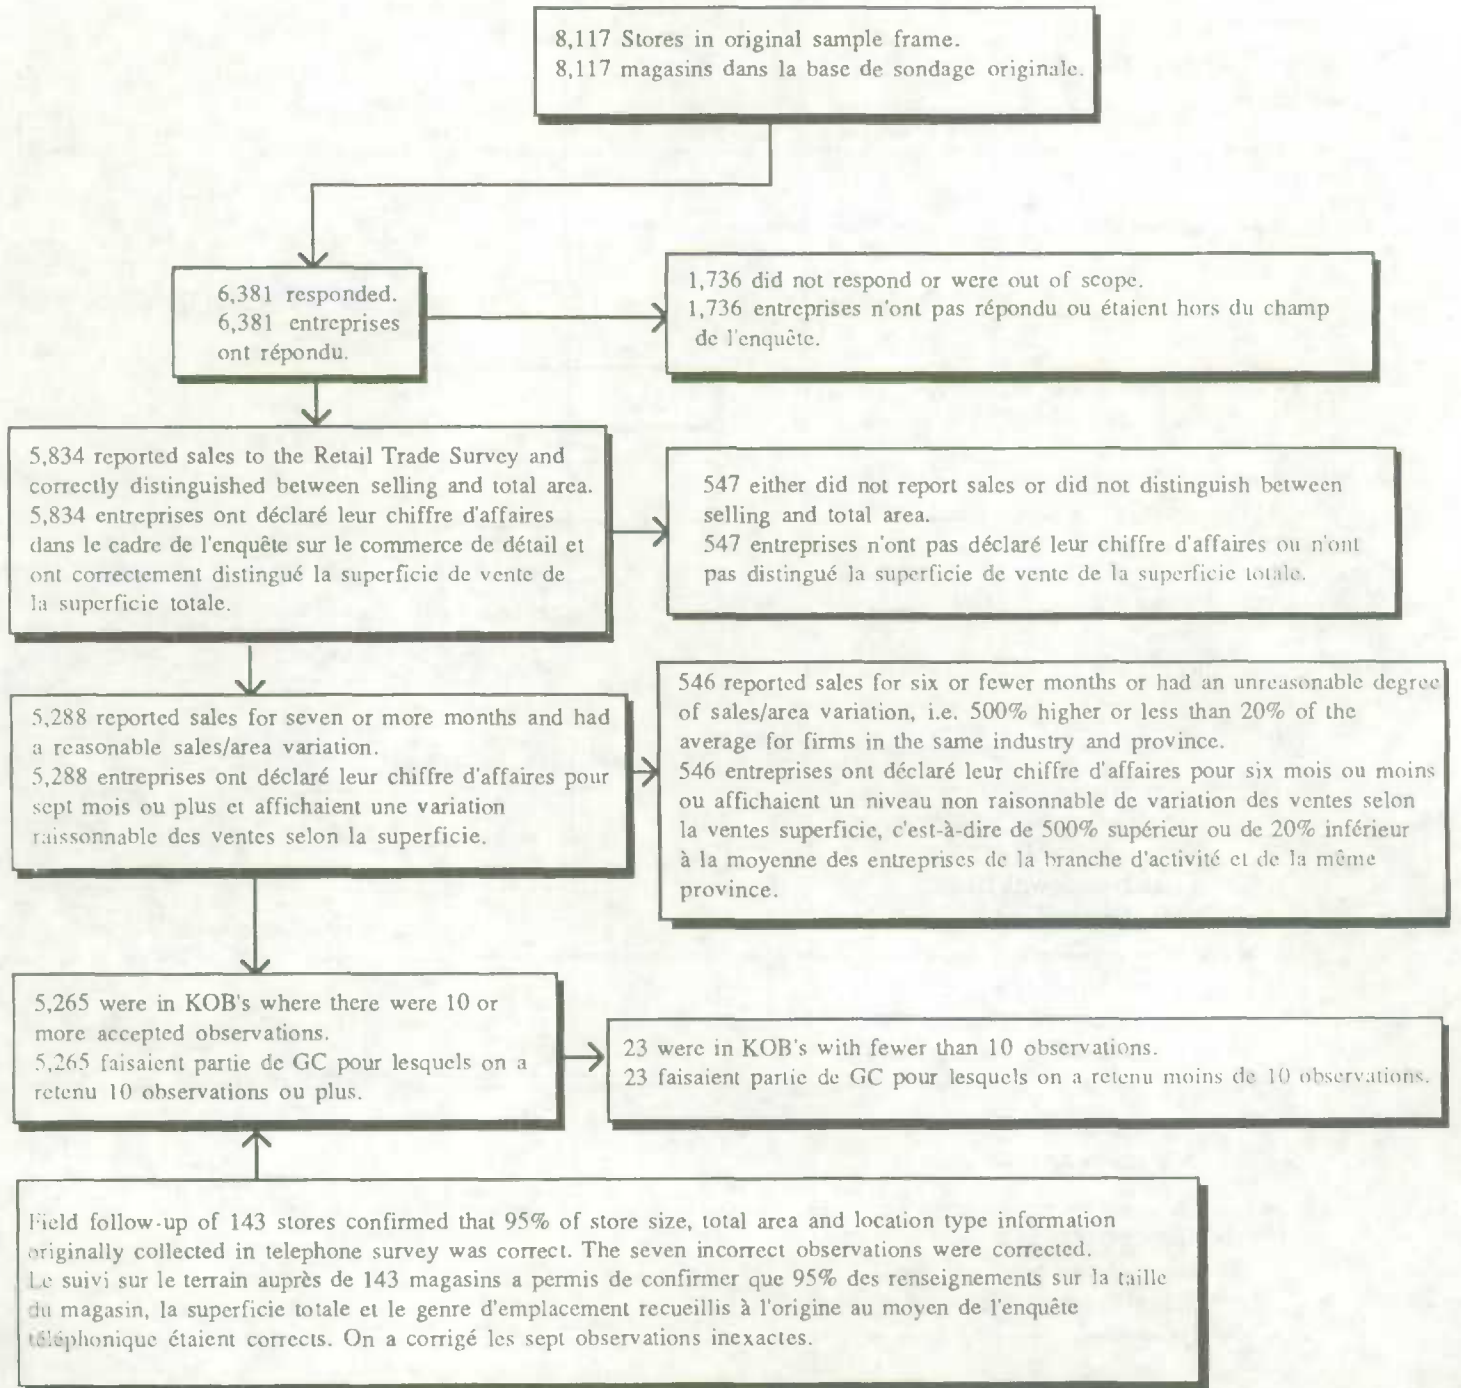 8,117 Stores in original sample frame.
8,117 magasins dans la base de sondage originale.
6,381 responded.
6,381 entreprises
ont répondu.
1,736 did not respond or were out of scope.
1,736 entreprises n'ont pas répondu ou étaient hors du champ
de l'enquête.
5,834 reported sales to the Retail Trade Survey and
correctly distinguished between selling and total area.
5,834 entreprises ont déclaré leur chiffre d'affaires
dans le cadre de l'enquête sur le commerce de détail et
ont correctement distingué la superficie de vente de
la superficie totale.
547 either did not report sales or did not distinguish between
selling and total area.
547 entreprises n'ont pas déclaré leur chiffre d'affaires ou n'ont
pas distingué la superficie de vente de la superficie totale.
5,288 reported sales for seven or more months and had
a reasonable sales/area variation.
5,288 entreprises ont déclaré leur chiffre d'affaires pour
sept mois ou plus et affichaient une variation
raissonnable des ventes selon la superficie.
546 reported sales for six or fewer months or had an unreasonable degree
of sales/area variation, i.e. 500% higher or less than 20% of the
average for firms in the same industry and province.
546 entreprises ont déclaré leur chiffre d'affaires pour six mois ou moins
ou affichaient un niveau non raisonnable de variation des ventes selon
la ventes superficie, c'est-à-dire de 500% supérieur ou de 20% inférieur
à la moyenne des entreprises de la branche d'activité et de la même
province.
5,265 were in KOB's where there were 10 or
more accepted observations.
5,265 faisaient partie de GC pour lesquels on a
retenu 10 observations ou plus.
23 were in KOB's with fewer than 10 observations.
23 faisaient partie de GC pour lesquels on a retenu moins de 10 observations.
Field follow-up of 143 stores confirmed that 95% of store size, total area and location type information
originally collected in telephone survey was correct. The seven incorrect observations were corrected.
Le suivi sur le terrain auprès de 143 magasins a permis de confirmer que 95% des renseignements sur la taille
du magasin, la superficie totale et le genre d'emplacement recueillis à l'origine au moyen de l'enquête
téléphonique étaient corrects. On a corrigé les sept observations inexactes.